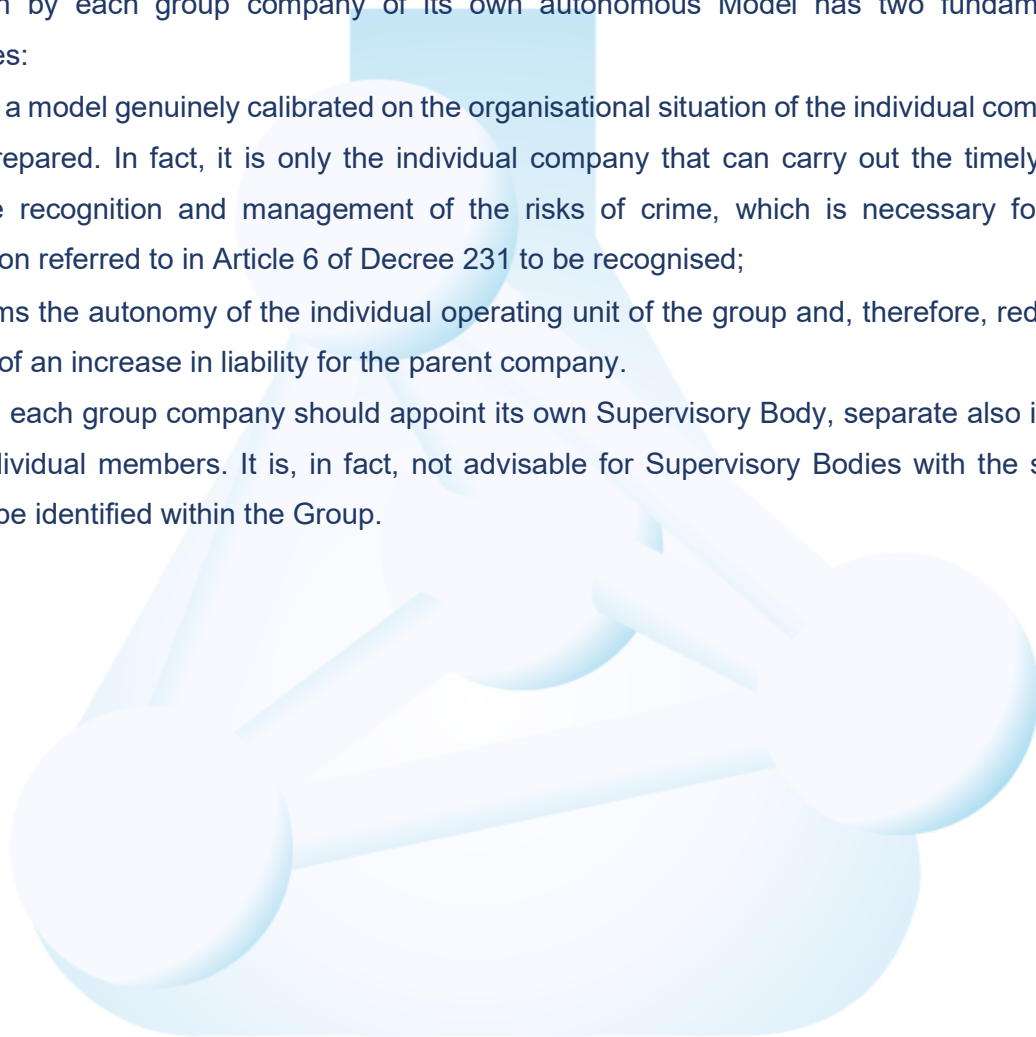 by each group company of its own autonomous Model has two
es:
a model genuinely calibrated on the organisational situation of the individual com
repared. In fact, it is only the individual company that can carry out the timely
recognition and management of the risks of crime, which is necessary fo
on referred to in Article 6 of Decree 231 to be recognised;
ms the autonomy of the individual operating unit of the group and, therefore, red
of an increase in liability for the parent company.
each group company should appoint its own Supervisory Body, separate also i
dividual members. It is, in fact, not advisable for Supervisory Bodies with the s
be identified within the Group.